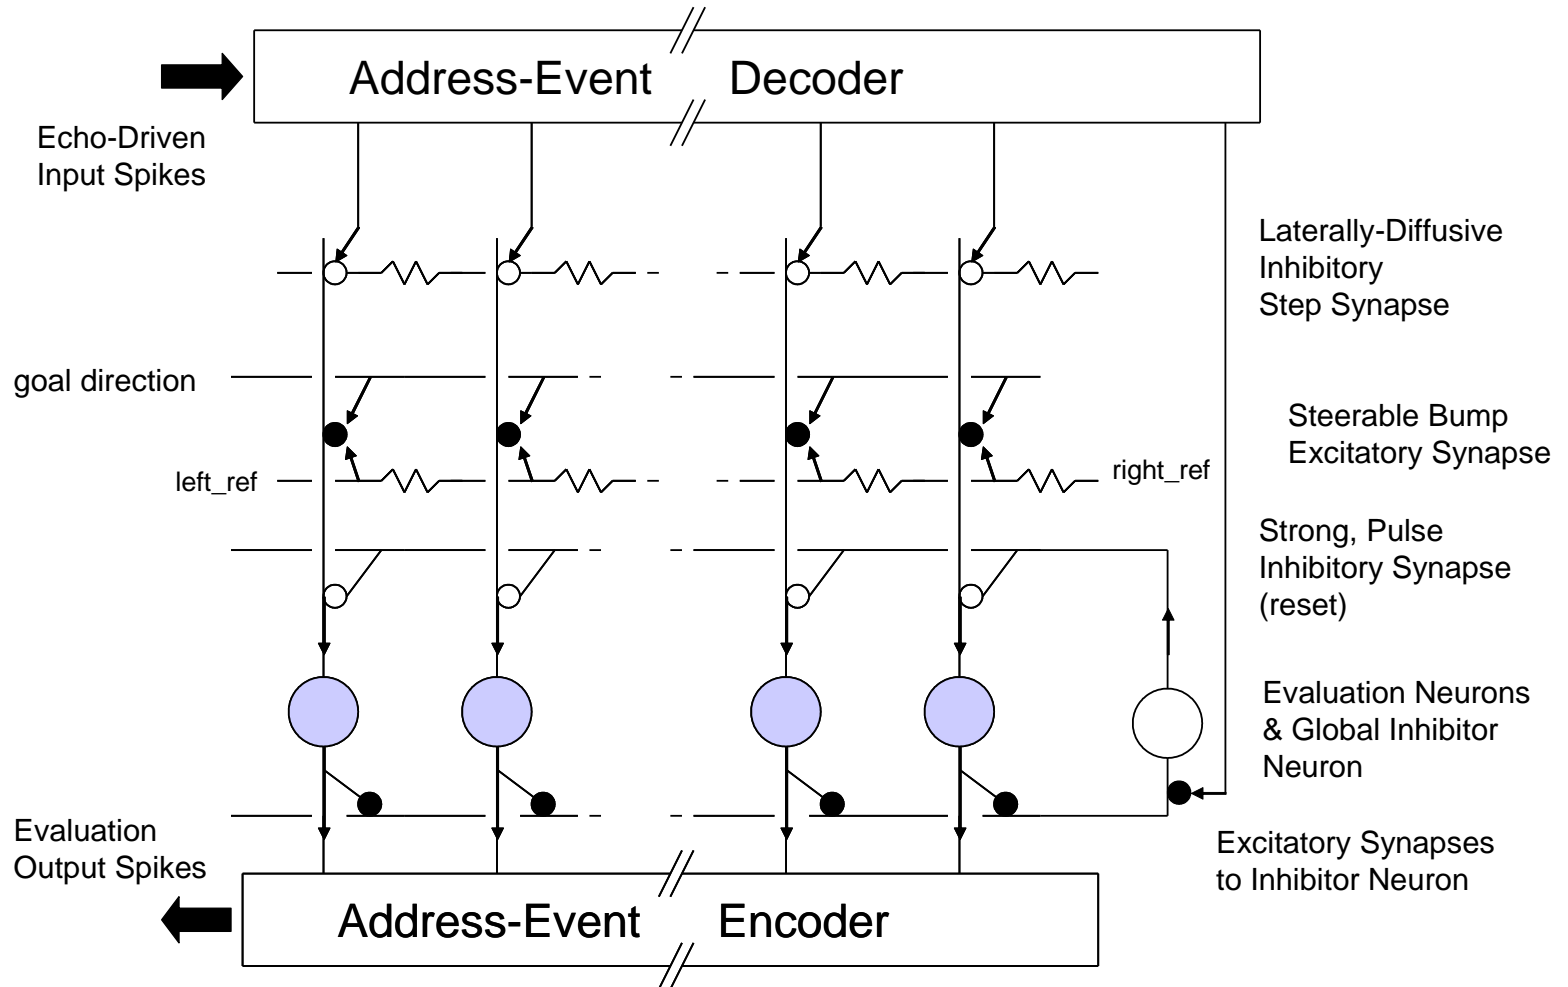 Address-Event Decoder
Echo-Driven
Input Spikes
Laterally-Diffusive
Inhibitory
Step Synapse
goal direction
Steerable Bump
Excitatory Synapse
left_ref
right_ref
Strong, Pulse
Inhibitory Synapse
(reset)
Evaluation Neurons
& Global Inhibitor
Neuron
Evaluation
Output Spikes
Excitatory Synapses
to Inhibitor Neuron
Address-Event Encoder